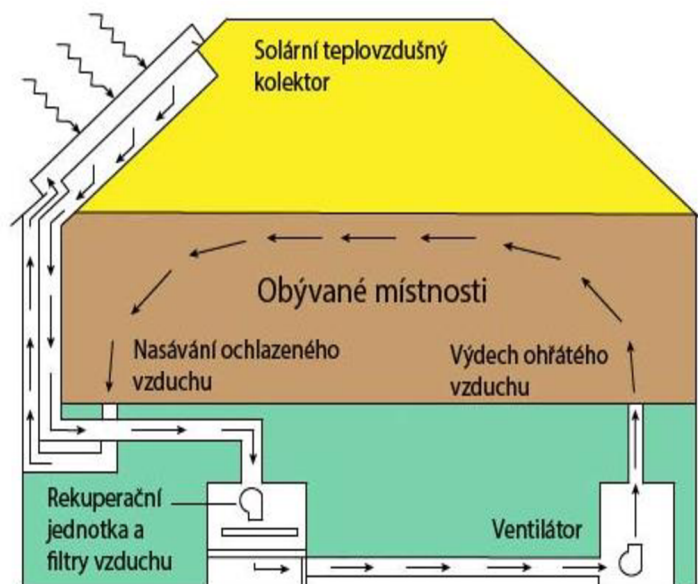 Solární teplovzdušný
kolektor
Obývané místnosti
Nasávání ochlazeného
vzduchu
Výdech ohřátého
vzduchu
Rekuperační
jednotka a
filtry vzduchu
Ventilátor